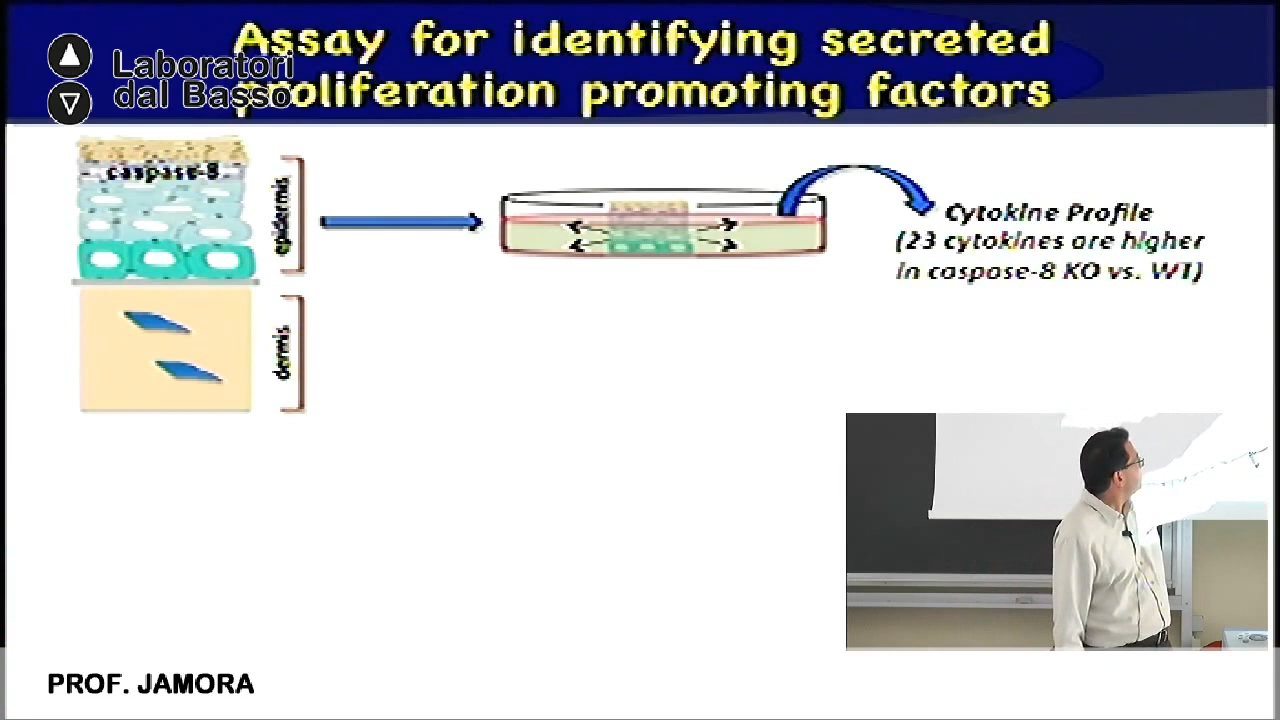 Assay for identifying secreted
proliferation promoting factors
Laboratori
dal Basso
caspase-8
epidermis
dermis
Cytokine Profile
(23 cytokines are higher
in caspase-8 KO vs. WT)
PROF. JAMORA